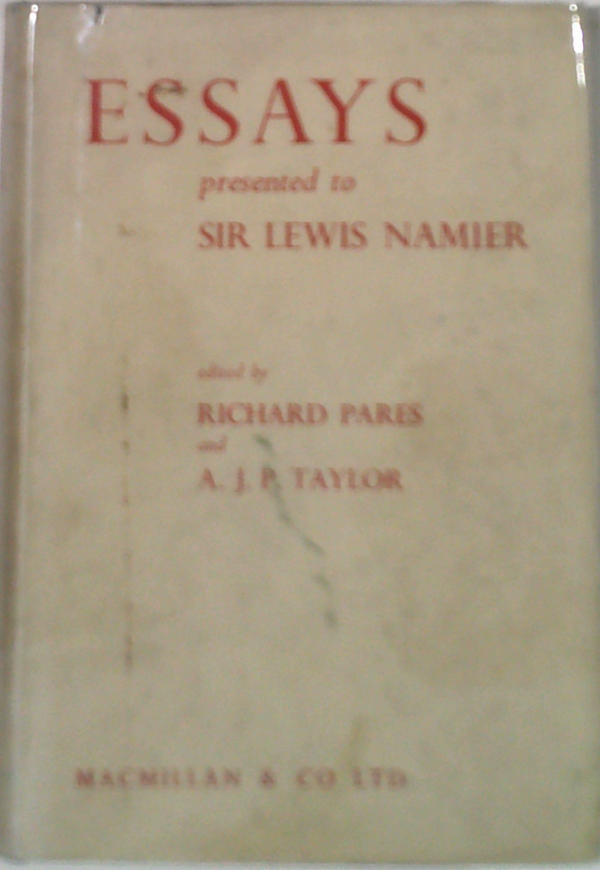 ESSAYS
presented to
SIR LEWIS NAMIER
edited by
RICHARD PARES
and
A. J. P. TAYLOR
MACMILLAN & CO LTD